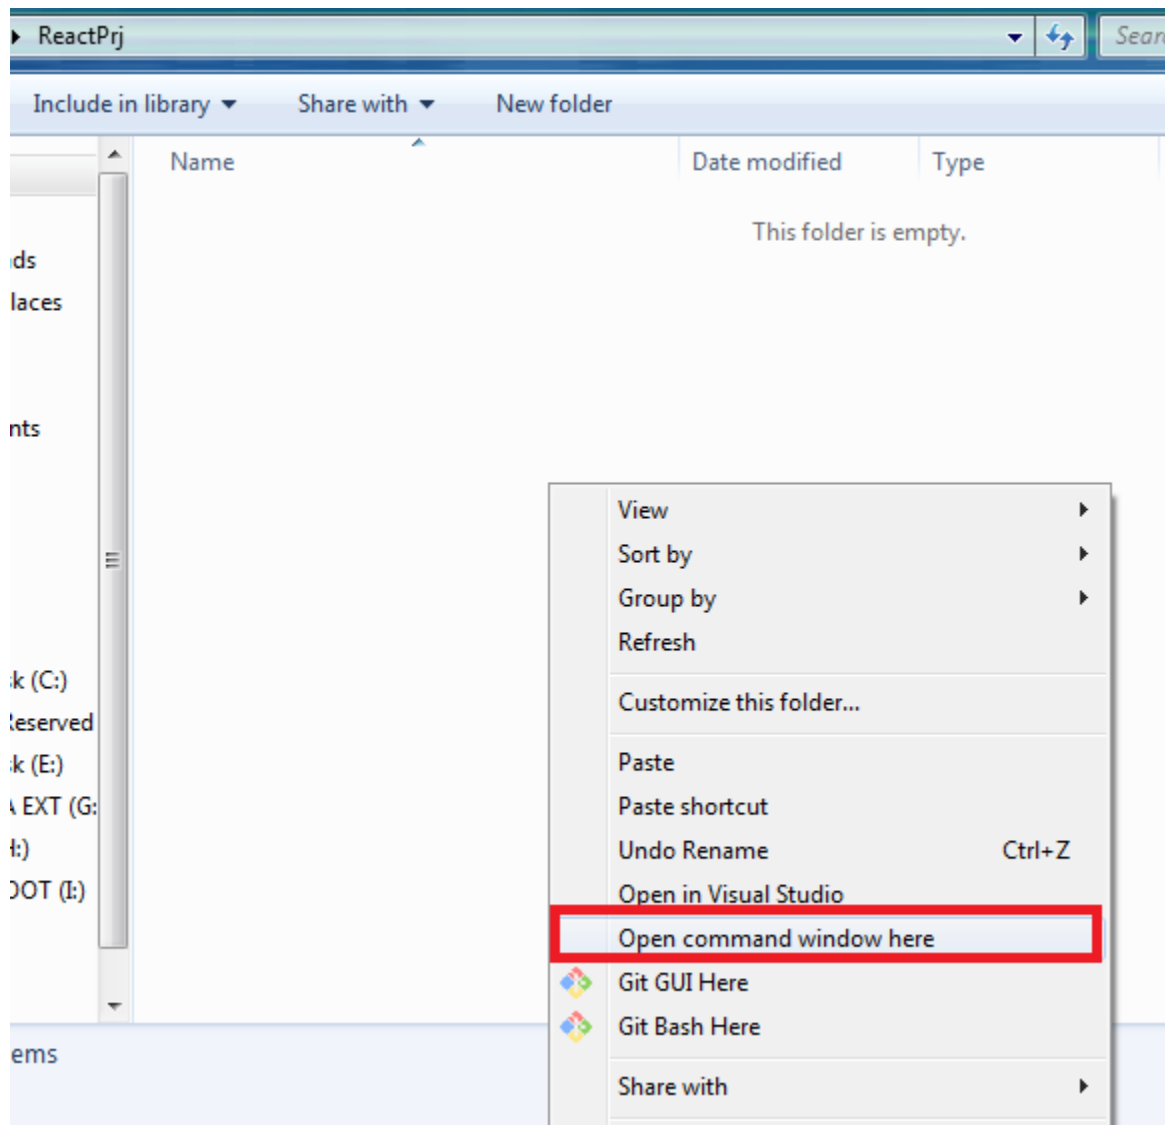 ReactPrj
Sear
Include in library
Share with
New folder
Name
Date modified
Type
This folder is empty.
ds
laces
nts
k (C:)
Reserved
k (E:)
A EXT (G:
H:)
OOT (I:)
ems
View
Sort by
Group by
Refresh
Customize this folder...
Paste
Paste shortcut
Undo Rename Ctrl+Z
Open in Visual Studio
Open command window here
Git GUI Here
Git Bash Here
Share with